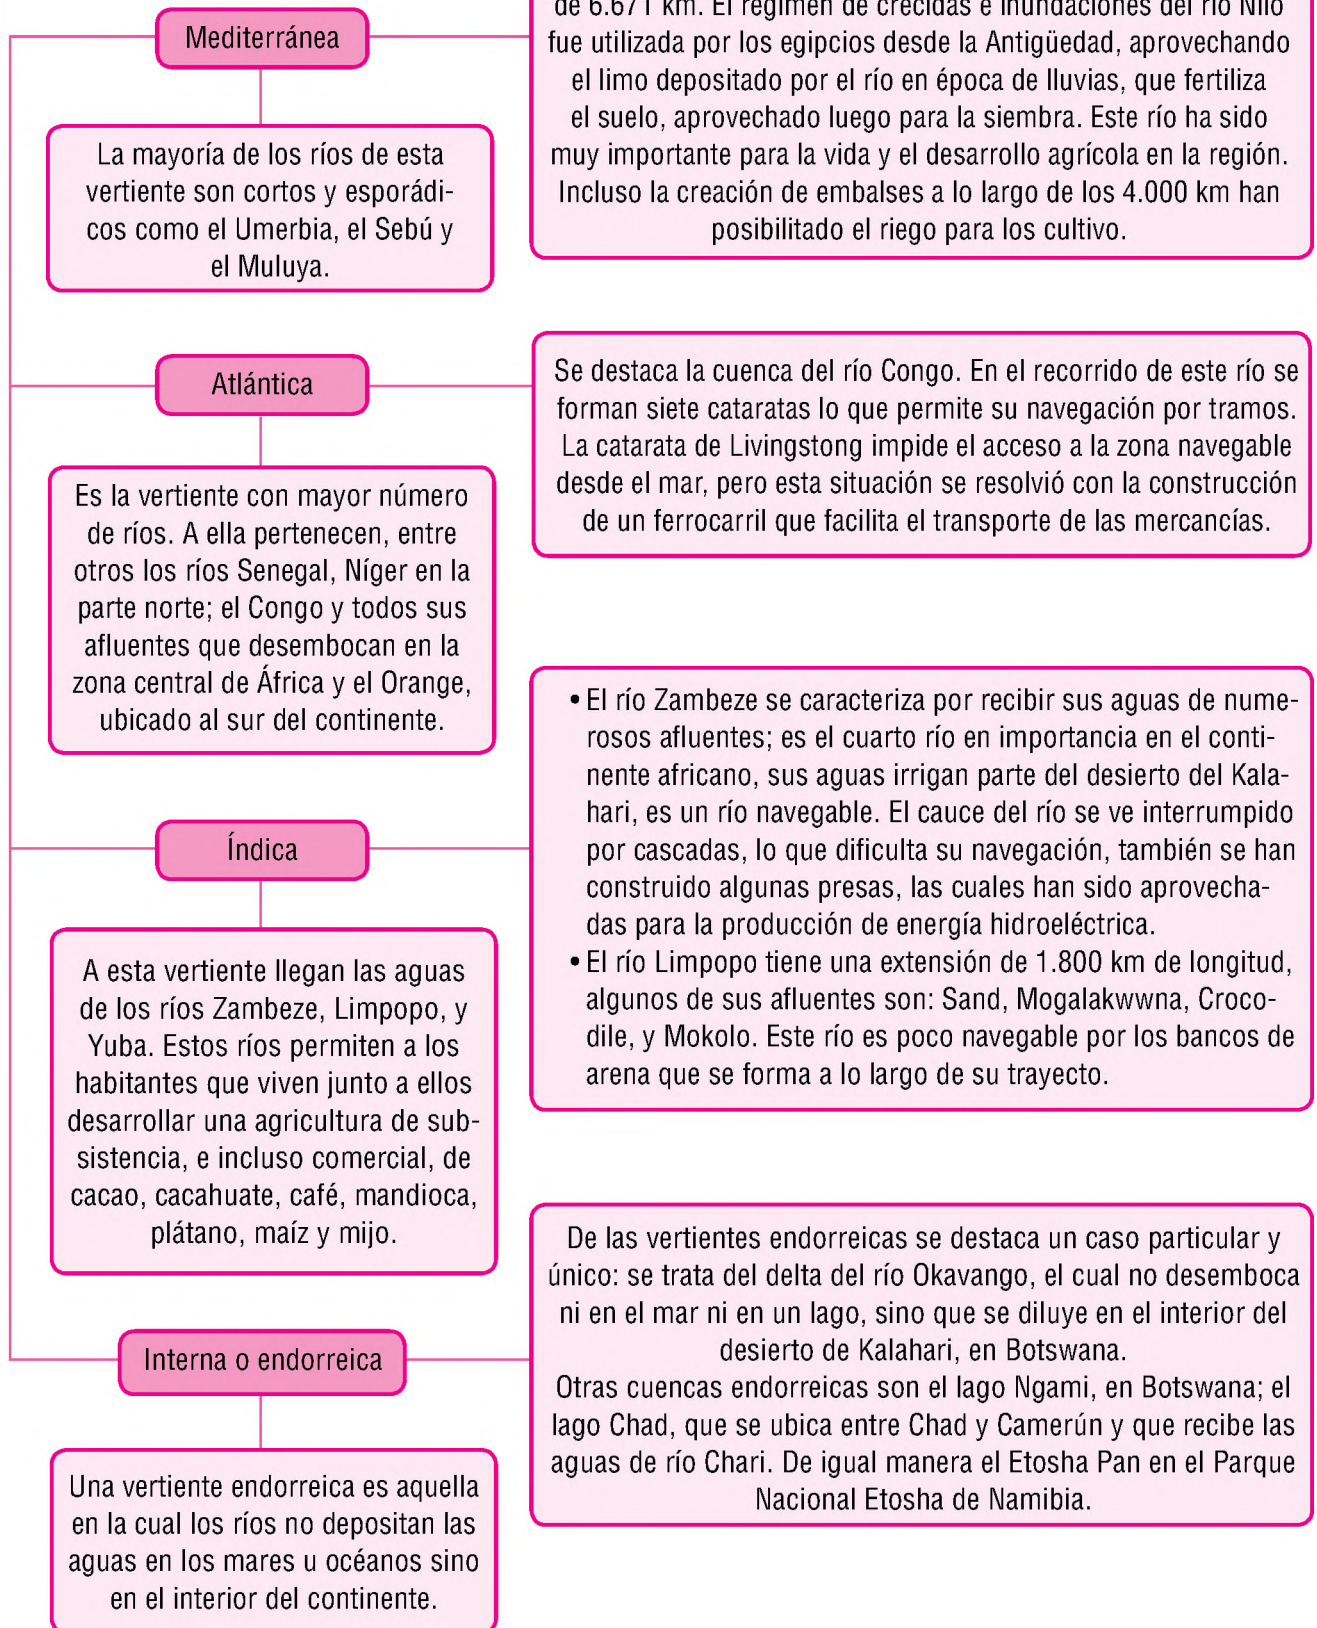 Mediterránea
La mayoría de los ríos de esta
vertiente son cortos y esporádi-
cos como el Umerbia, el Sebú y
el Muluya.
de 6.671 km. El régimen de crecidas e inundaciones del río Nilo
fue utilizada por los egipcios desde la Antigüedad, aprovechando
el limo depositado por el río en época de lluvias, que fertiliza
el suelo, aprovechado luego para la siembra. Este río ha sido
muy importante para la vida y el desarrollo agrícola en la región.
Incluso la creación de embalses a lo largo de los 4.000 km han
posibilitado el riego para los cultivo.
Atlántica
Es la vertiente con mayor número
de ríos. A ella pertenecen, entre
otros los ríos Senegal, Níger en la
parte norte; el Congo y todos sus
afluentes que desembocan en la
zona central de África y el Orange,
ubicado al sur del continente.
Se destaca la cuenca del río Congo. En el recorrido de este río se
forman siete cataratas lo que permite su navegación por tramos.
La catarata de Livingstong impide el acceso a la zona navegable
desde el mar, pero esta situación se resolvió con la construcción
de un ferrocarril que facilita el transporte de las mercancías.
Índica
A esta vertiente llegan las aguas
de los ríos Zambeze, Limpopo, y
Yuba. Estos ríos permiten a los
habitantes que viven junto a ellos
desarrollar una agricultura de sub-
sistencia, e incluso comercial, de
cacao, cacahuate, café, mandioca,
plátano, maíz y mijo.
• El río Zambeze se caracteriza por recibir sus aguas de nume-
rosos afluentes; es el cuarto río en importancia en el conti-
nente africano, sus aguas irrigan parte del desierto del Kala-
hari, es un río navegable. El cauce del río se ve interrumpido
por cascadas, lo que dificulta su navegación, también se han
construido algunas presas, las cuales han sido aprovecha-
das para la producción de energía hidroeléctrica.
• El río Limpopo tiene una extensión de 1.800 km de longitud,
algunos de sus afluentes son: Sand, Mogalakwwna, Croco-
dile, y Mokolo. Este río es poco navegable por los bancos de
arena que se forma a lo largo de su trayecto.
Interna o endorreica
Una vertiente endorreica es aquella
en la cual los ríos no depositan las
aguas en los mares u océanos sino
en el interior del continente.
De las vertientes endorreicas se destaca un caso particular y
único: se trata del delta del río Okavango, el cual no desemboca
ni en el mar ni en un lago, sino que se diluye en el interior del
desierto de Kalahari, en Botswana.
Otras cuencas endorreicas son el lago Ngami, en Botswana; el
lago Chad, que se ubica entre Chad y Camerún y que recibe las
aguas de río Chari. De igual manera el Etosha Pan en el Parque
Nacional Etosha de Namibia.